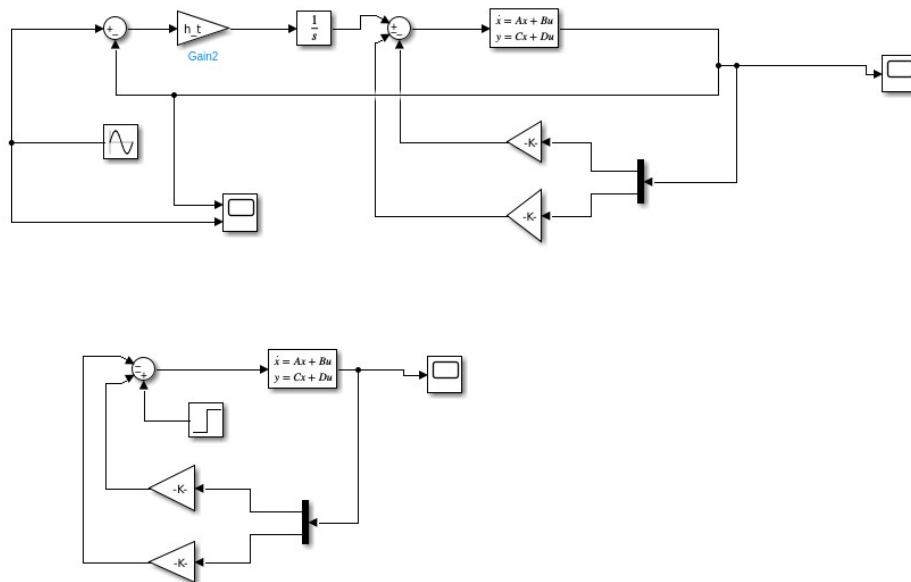 h_t
Gain2
1
s
+
-
+
-
-
ẋ = Ax + Bu
y = Cx + Du
-K-
-K-
-
-
+
ẋ = Ax + Bu
y = Cx + Du
-K-
-K-